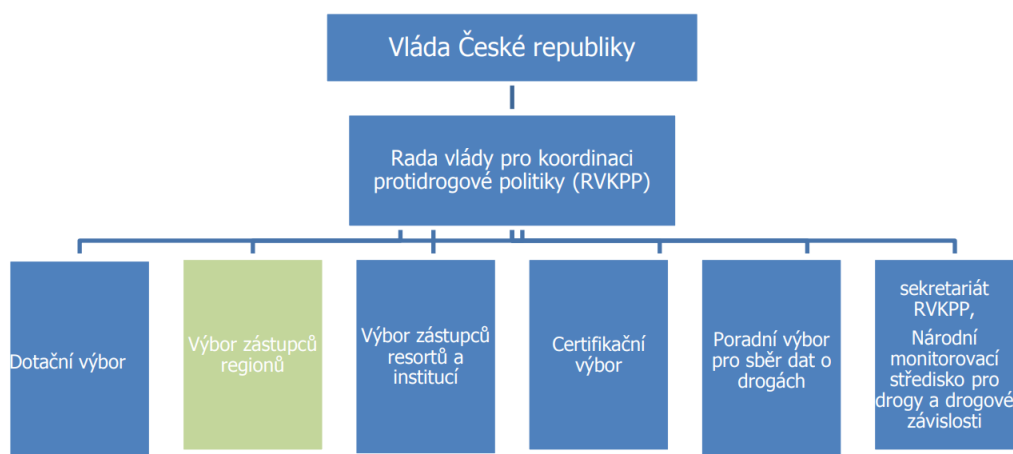 Vláda České republiky
Rada vlády pro koordinaci
protidrogové politiky (RVKPP)
Dotační výbor
Výbor zástupců
regionů
Výbor zástupců
resortů a
institucí
Certifikační
výbor
Poradní výbor
pro sběr dat o
drogách
sekretariát
RVKPP,
Národní
monitorovací
středisko pro
drogy a drogové
závislosti